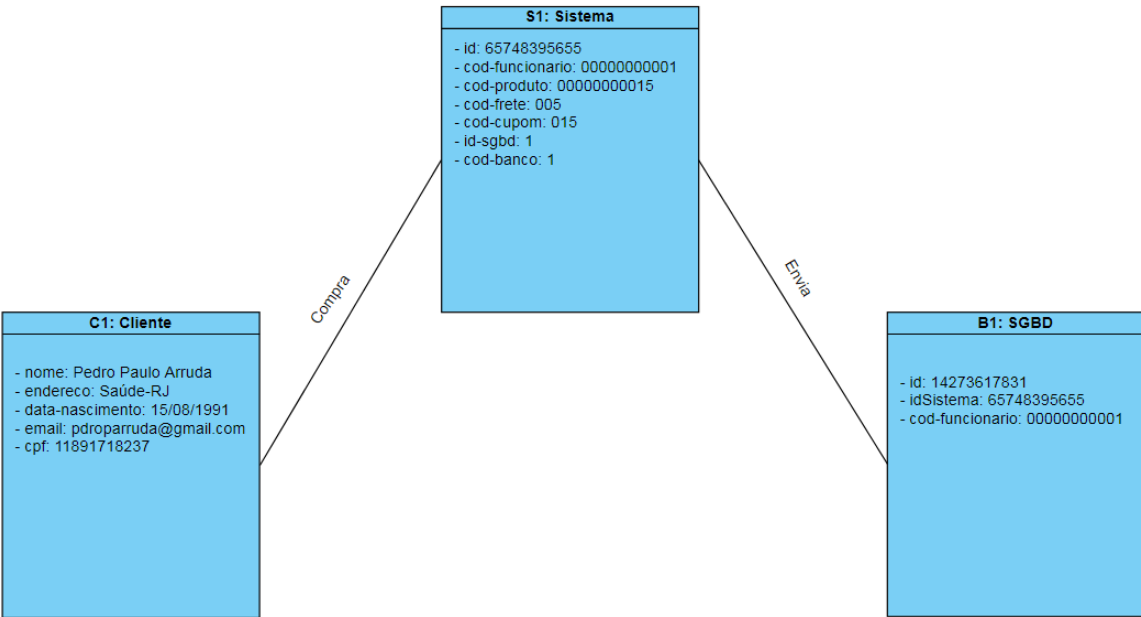 S1: Sistema
- id: 65748395655
- cod-funcionario: 00000000001
- cod-produto: 00000000015
- cod-frete: 005
- cod-cupom: 015
- id-sgbd: 1
- cod-banco: 1
Compra
Envia
C1: Cliente
- nome: Pedro Paulo Arruda
- endereco: Saúde-RJ
- data-nascimento: 15/08/1991
- email: pdroparruda@gmail.com
- cpf: 11891718237
B1: SGBD
- id: 14273617831
- idSistema: 65748395655
- cod-funcionario: 00000000001